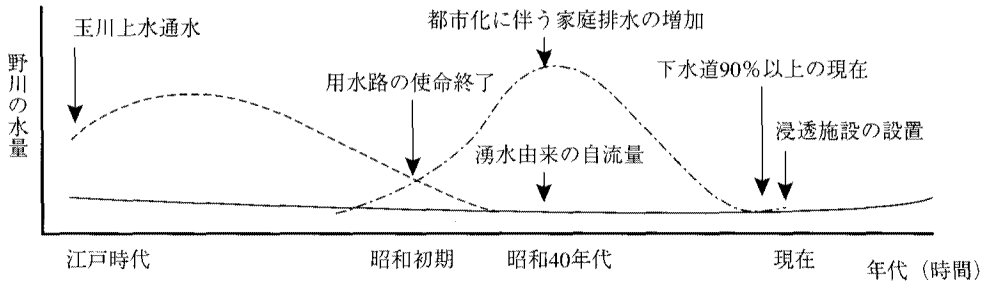 都市化に伴う家庭排水の増加
玉川上水通水
下水道90%以上の現在
用水路の使命終了
浸透施設の設置
野川の水量
湧水由来の自流量
江戸時代
昭和初期
昭和40年代
現在
年代(時間)